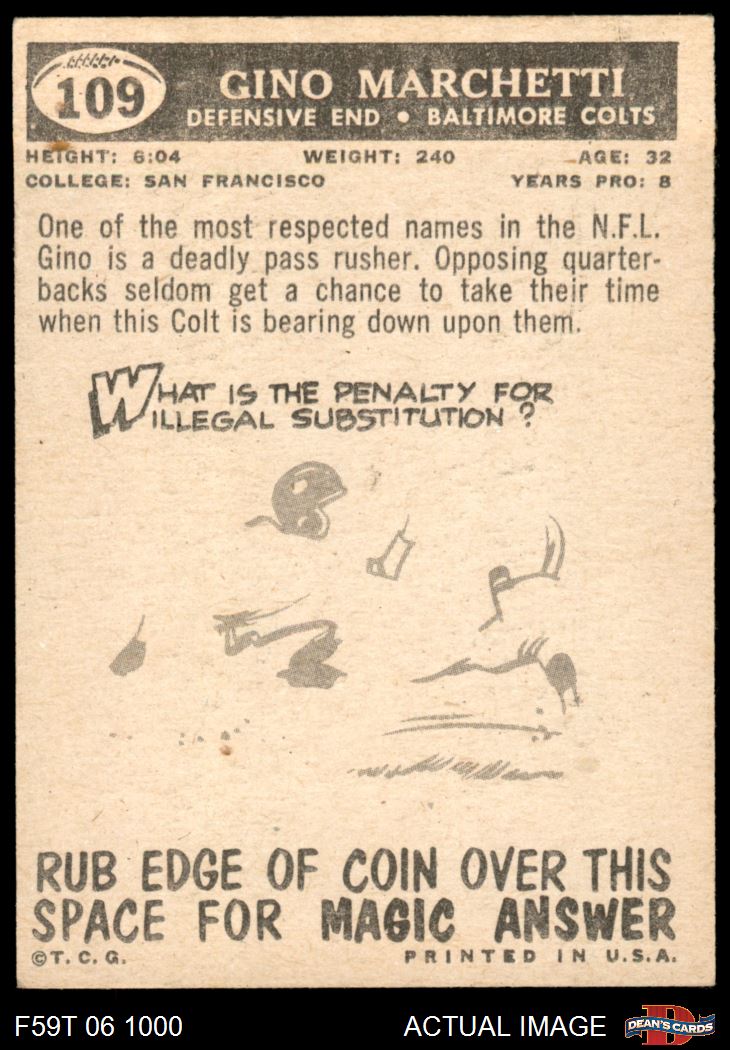 109
GINO MARCHETTI
DEFENSIVE END • BALTIMORE COLTS
HEIGHT: 6:04 WEIGHT: 240 AGE: 32
COLLEGE: SAN FRANCISCO YEARS PRO: 8
One of the most respected names in the N.F.L.
Gino is a deadly pass rusher. Opposing quarter-
backs seldom get a chance to take their time
when this Colt is bearing down upon them.
WHAT IS THE PENALTY FOR
ILLEGAL SUBSTITUTION?
RUB EDGE OF COIN OVER THIS
SPACE FOR MAGIC ANSWER
©T.C.G. PRINTED IN U.S.A.
F59T 06 1000 ACTUAL IMAGE D DEAN'S CARDS